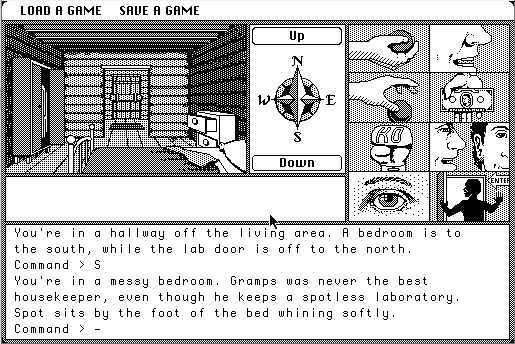 LOAD A GAME SAVE A GAME
Up
N
W E
S
Down
KO
ENTER
You're in a hallway off the living area. A bedroom is to
the south, while the lab door is off to the north.
Command > S
You're in a messy bedroom. Gramps was never the best
housekeeper, even though he keeps a spotless laboratory.
Spot sits by the foot of the bed whining softly.
Command > -